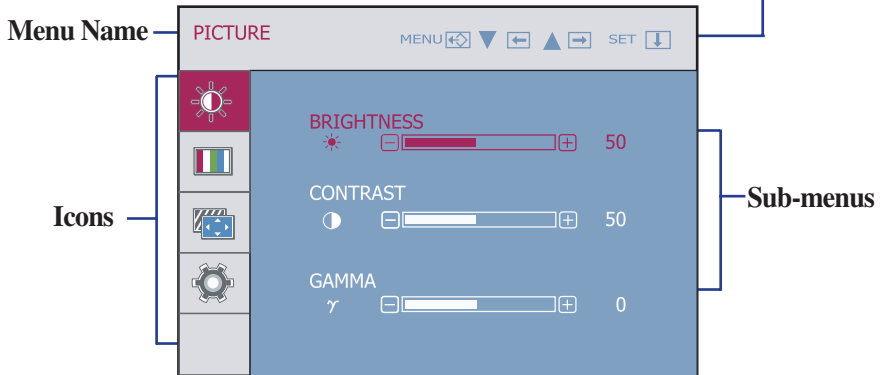 Menu Name
PICTURE
MENU
SET
BRIGHTNESS
50
CONTRAST
50
Icons
Sub-menus
GAMMA
γ
0